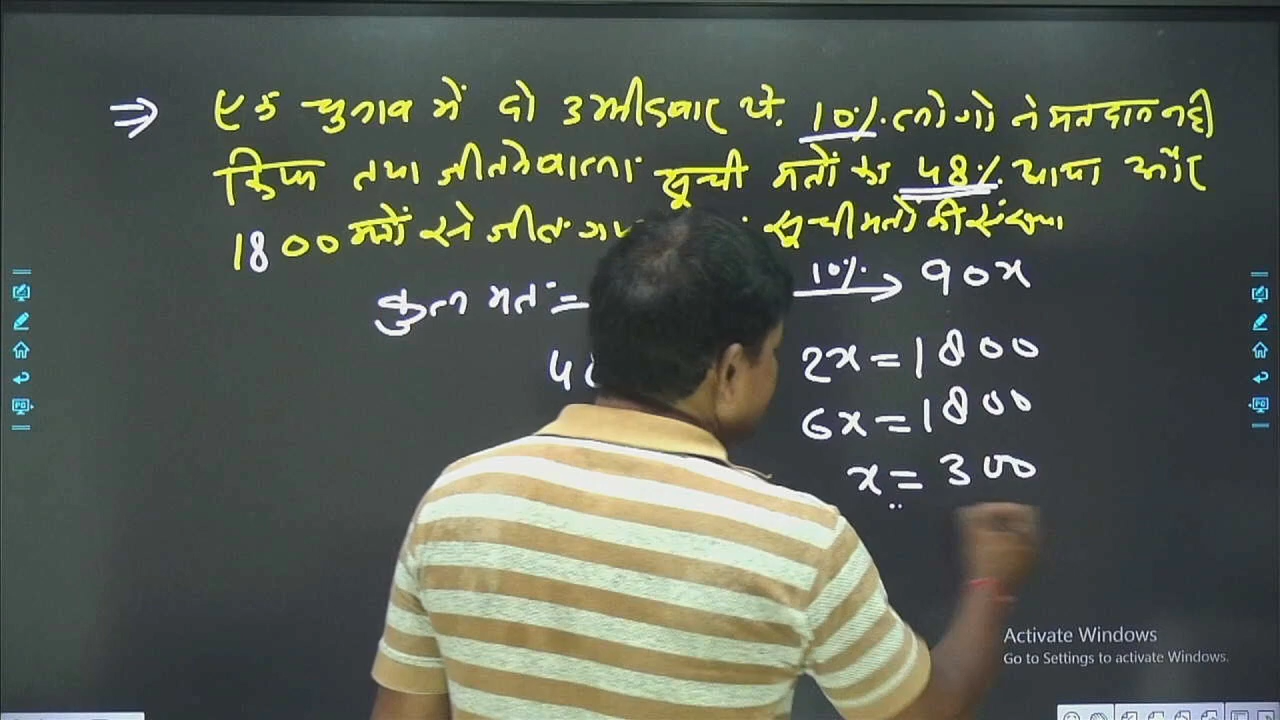 ⇒ एक चुनाव में दो उम्मीदवार थे. 10% लोगो ने मतदान नही
किया तथा जीतनेवाला सूची मतों का 48% पाया और
1800 मतों से जीत सूची मतो की संख्या
कुल मत = 10% → 90x
2x = 1800
6x = 1800
x = 300
Activate Windows
Go to Settings to activate Windows.